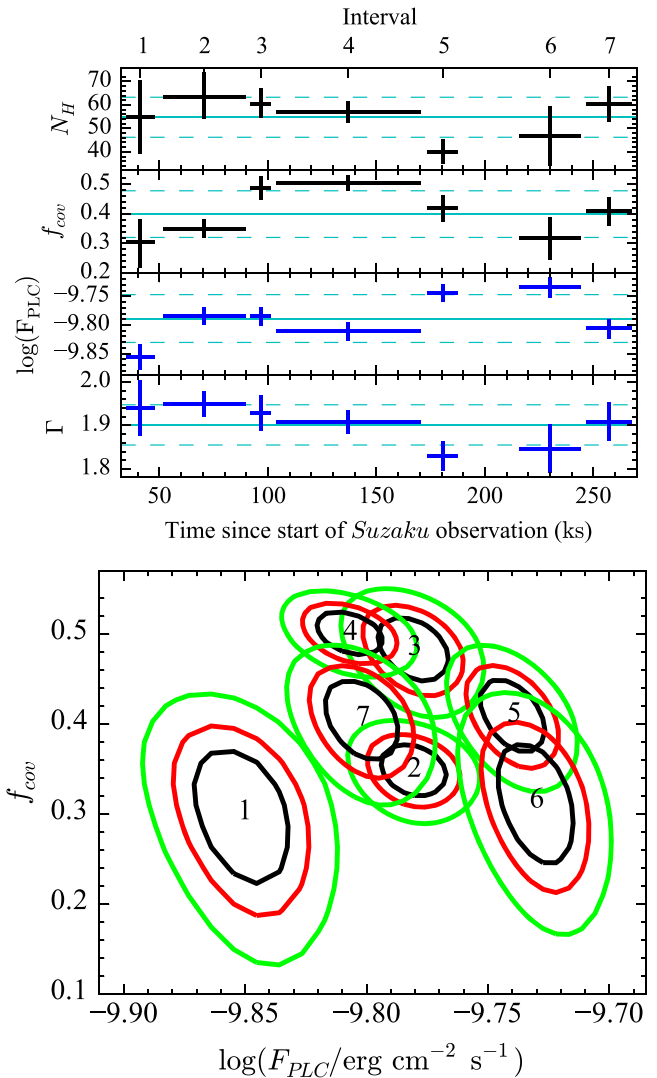 Interval
1 2 3 4 5 6 7
N_H
70
60
50
40
f_cov
0.5
0.4
0.3
0.2
log(F_PLC)
−9.75
−9.80
−9.85
Γ
2.0
1.9
1.8
50 100 150 200 250
Time since start of Suzaku observation (ks)
f_cov
0.5
0.4
0.3
0.2
0.1
4
3
7
5
2
6
1
−9.90 −9.85 −9.80 −9.75 −9.70
log(F_PLC/erg cm⁻² s⁻¹)